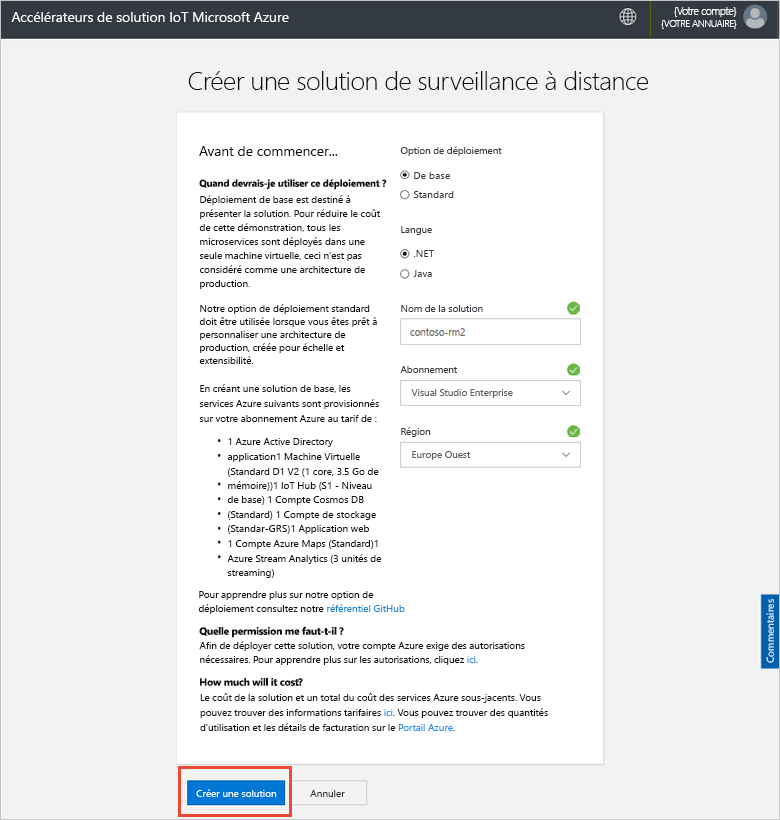 Accélérateurs de solution IoT Microsoft Azure
{Votre compte}
{VOTRE ANNUAIRE}
Créer une solution de surveillance à distance
Avant de commencer...
Quand devrais-je utiliser ce déploiement ?
Déploiement de base est destiné à
présenter la solution. Pour réduire le coût
de cette démonstration, tous les
microservices sont déployés dans une
seule machine virtuelle, ceci n'est pas
considéré comme une architecture de
production.
Notre option de déploiement standard
doit être utilisée lorsque vous êtes prêt à
personnaliser une architecture de
production, créée pour échelle et
extensibilité.
En créant une solution de base, les
services Azure suivants sont provisionnés
sur votre abonnement Azure au tarif de :
• 1 Azure Active Directory
• application1 Machine Virtuelle
(Standard D1 V2 (1 core, 3.5 Go de
• mémoire))1 IoT Hub (S1 - Niveau
• de base) 1 Compte Cosmos DB
• (Standard) 1 Compte de stockage
• (Standar-GRS)1 Application web
• 1 Compte Azure Maps (Standard)1
• Azure Stream Analytics (3 unités de
streaming)
Option de déploiement
De base
Standard
Langue
.NET
Java
Nom de la solution
contoso-rm2
Abonnement
Visual Studio Enterprise
Région
Europe Ouest
Pour apprendre plus sur notre option de
déploiement consultez notre référentiel GitHub
Quelle permission me faut-t-il ?
Afin de déployer cette solution, votre compte Azure exige des autorisations
nécessaires. Pour apprendre plus sur les autorisations, cliquez ici.
How much will it cost?
Le coût de la solution et un total du coût des services Azure sous-jacents. Vous
pouvez trouver des informations tarifaires ici. Vous pouvez trouver des quantités
d'utilisation et les détails de facturation sur le Portail Azure.
Commentaires
Créer une solution
Annuler